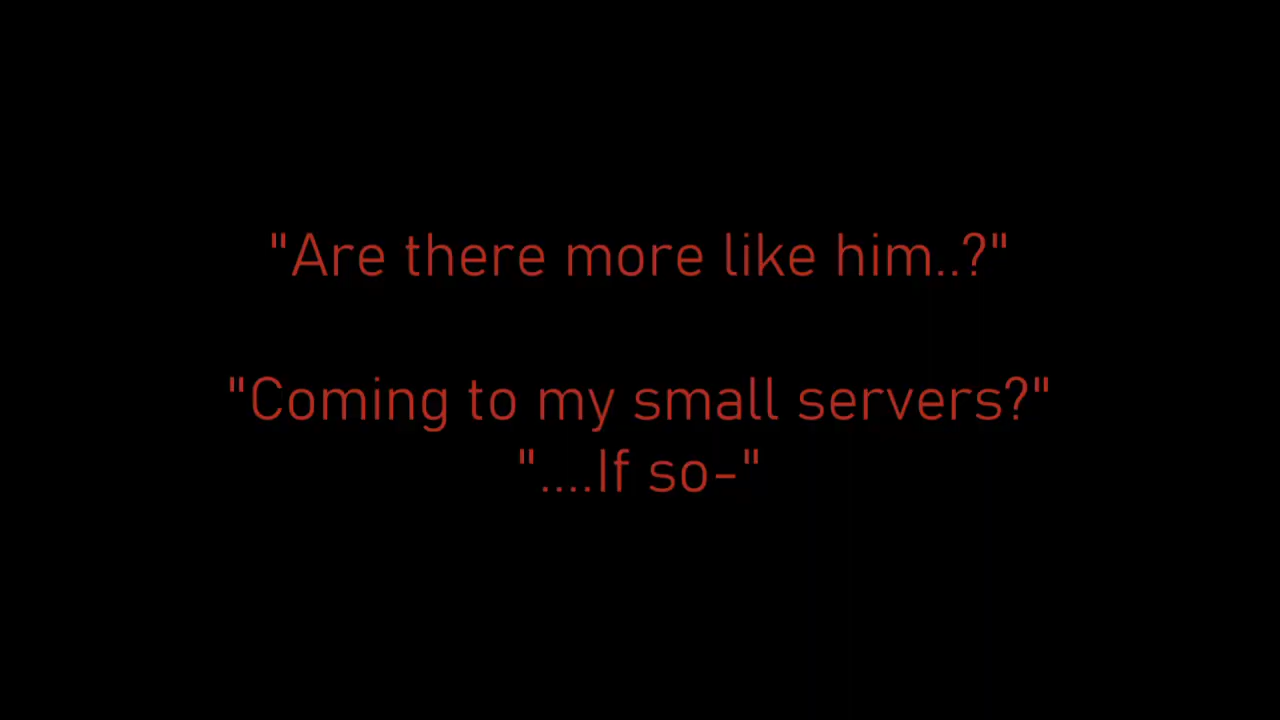 "Are there more like him..?"
"Coming to my small servers?"
"....If so-"